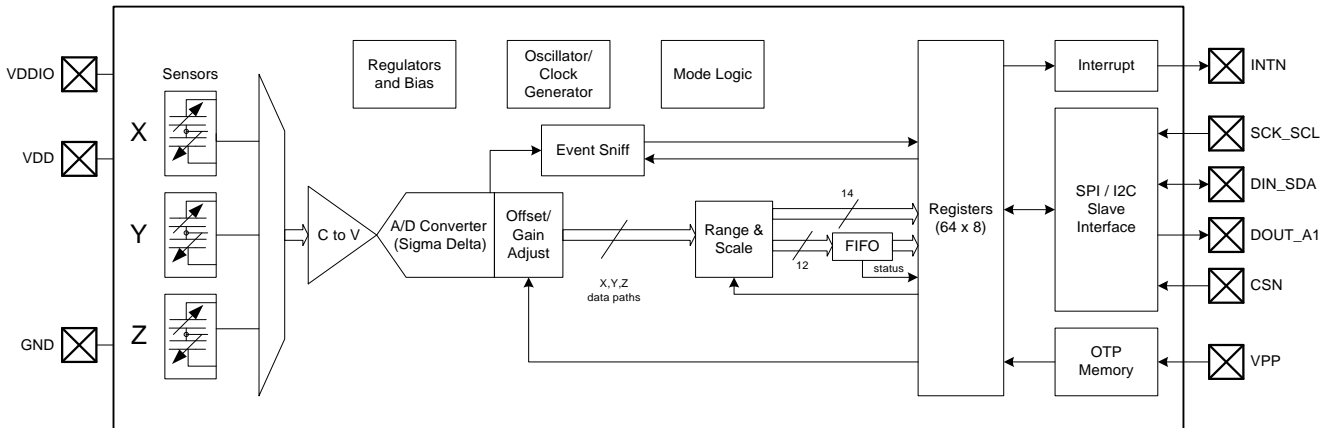 VDDIO
VDD
GND
Sensors
X
Y
Z
Regulators
and Bias
Oscillator/
Clock
Generator
Mode Logic
Event Sniff
C to V
A/D Converter
(Sigma Delta)
Offset/
Gain
Adjust
X,Y,Z
data paths
Range &
Scale
14
12
FIFO
status
Registers
(64 x 8)
Interrupt
SPI / I2C
Slave
Interface
OTP
Memory
INTN
SCK_SCL
DIN_SDA
DOUT_A1
CSN
VPP